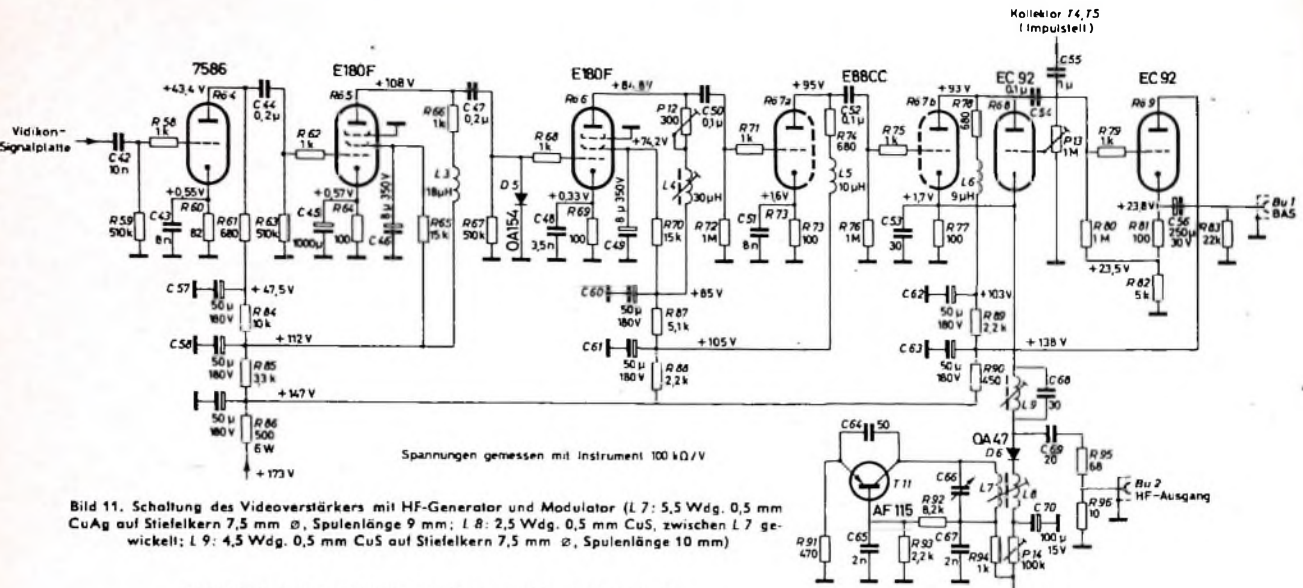 Kollektor T4,T5
(Impulsteil)
7586
E180F
E180F
E88CC
EC 92
EC 92
Vidikon-
Signalplatte
C42
10n
R58
1k
R59
510k
R64
+43,4 V
C44
0,2µ
+0,55V
C43
8n
R60
82
R61
680
R62
1k
R63
510k
R65
+108 V
+0,57V
C45
1000µ
R64
100
8µ 350V
C46
R66
1k
L3
18µH
R65
15k
C47
0,2µ
R67
510k
D5
OA154
R68
1k
R66
+84,8V
+74,2V
+0,33V
C48
3,5n
R69
100
8µ 350V
C49
P12
300
L4
30µH
R70
15k
C50
0,1µ
R72
1M
R71
1k
R67a
+95V
+1,6V
C51
8n
R73
R73
100
C52
0,1µ
R74
680
L5
10µH
R76
1M
R75
1k
R67b
+93V
+1,7V
C53
30
R77
100
R78
680
L6
9µH
R68
0,1µ
C54
C55
1µ
P13
1M
R79
1k
R69
+23,8V
C56
250µ
30V
R83
22k
Bu 1
BAS
R80
1M
R81
100
+23,5V
R82
5k
C57
50µ
180V
+47,5V
R84
10k
C58
50µ
180V
+112V
R85
3,3k
50µ
180V
+147V
R86
500
6W
+173V
C60
50µ
180V
+85V
R87
5,1k
C61
50µ
180V
+105V
R88
2,2k
C62
50µ
180V
+103V
R89
2,2k
C63
50µ
180V
+138V
R90
450
L9
C68
30
OA47
D6
C69
20
R95
68
R96
10
Bu 2
HF-Ausgang
C64
50
T11
AF115
R91
470
C65
2n
R92
8,2k
R93
2,2k
C66
C67
2n
L7
L8
R94
1k
C70
100µ
15V
P14
100k
Spannungen gemessen mit Instrument 100 kΩ/V
Bild 11. Schaltung des Videoverstärkers mit HF-Generator und Modulator (L 7: 5,5 Wdg. 0,5 mm
CuAg auf Stiefelkern 7,5 mm ø, Spulenlänge 9 mm; L 8: 2,5 Wdg. 0,5 mm CuS, zwischen L 7 ge-
wickelt; L 9: 4,5 Wdg. 0,5 mm CuS auf Stiefelkern 7,5 mm ø, Spulenlänge 10 mm)